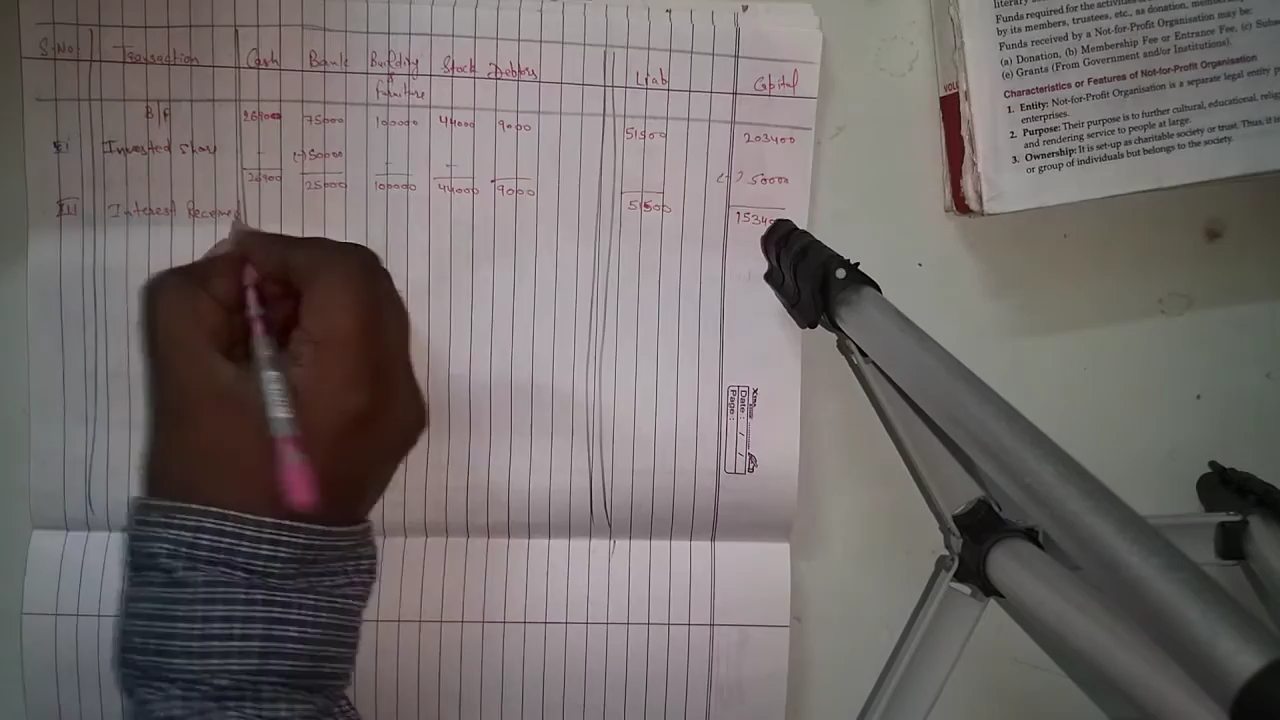 S.No. Transaction Cash Bank Building Stock Debtors Liab Capital
furniture
B/F 26900 75000 100000 44000 9000 51500 203400
Invested Shar - (-) 50000 - - (-) 50000
26900 25000 100000 44000 9000 51500
Interest Receive
Date : / /
Page :
VOLU
Funds required for the activities
by its members, trustees, etc., as donation,
Funds received by a Not-for-Profit Organisation may be:
(a) Donation, (b) Membership Fee or Entrance Fee, (c)
(e) Grants (From Government and/or Institutions).
Characteristics or Features of Not-for-Profit Organisation
1. Entity: Not-for-Profit Organisation is a separate legal entity
enterprises.
2. Purpose: Their purpose is to further cultural, educational,
and rendering service to people at large.
3. Ownership: It is set-up as charitable society or trust. Thus,
or group of individuals but belongs to the society.